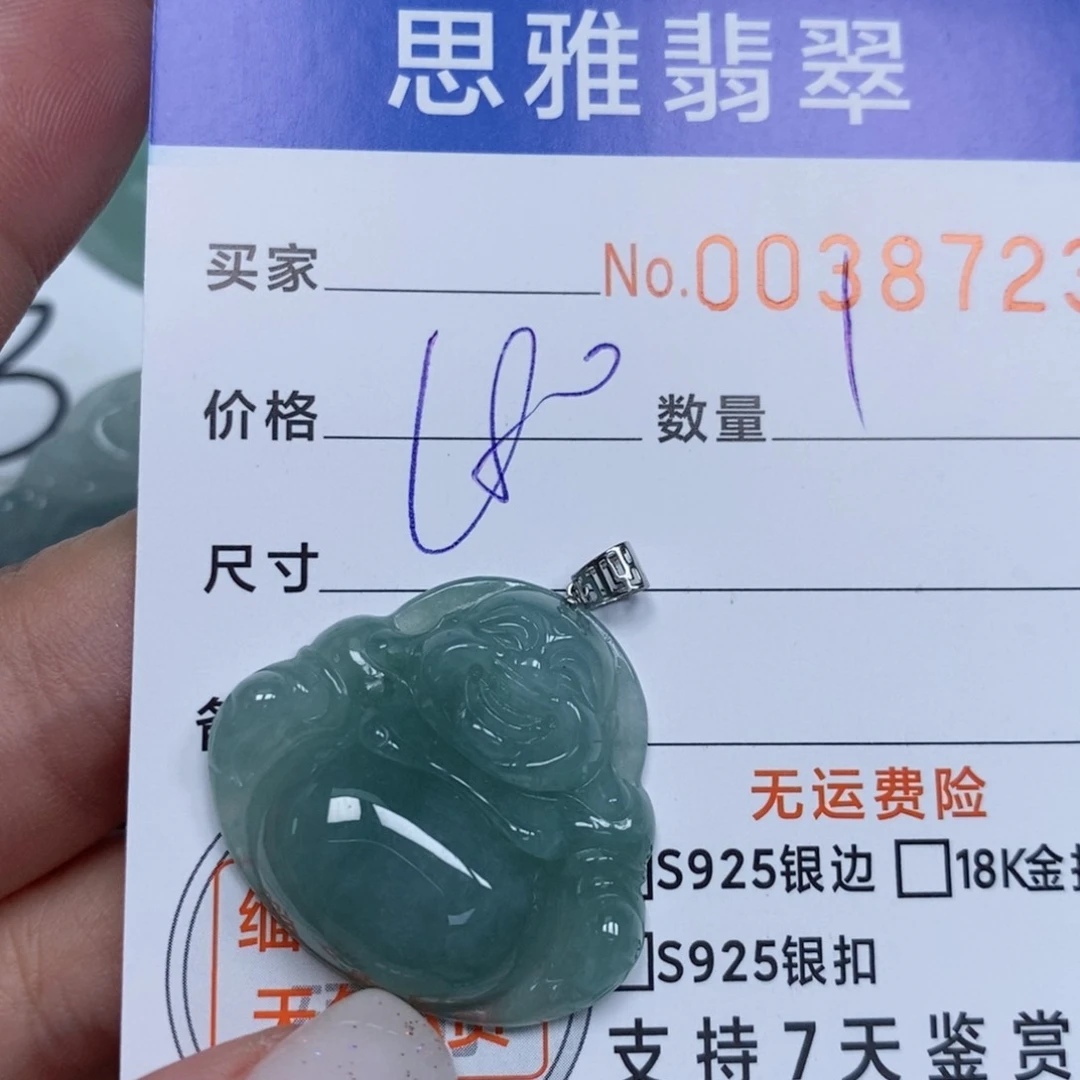 思雅翡翠
买家 No.0038723
价格 数量 1
尺寸
无运费险
S925银边 18K金
S925银扣
支持7天鉴赏